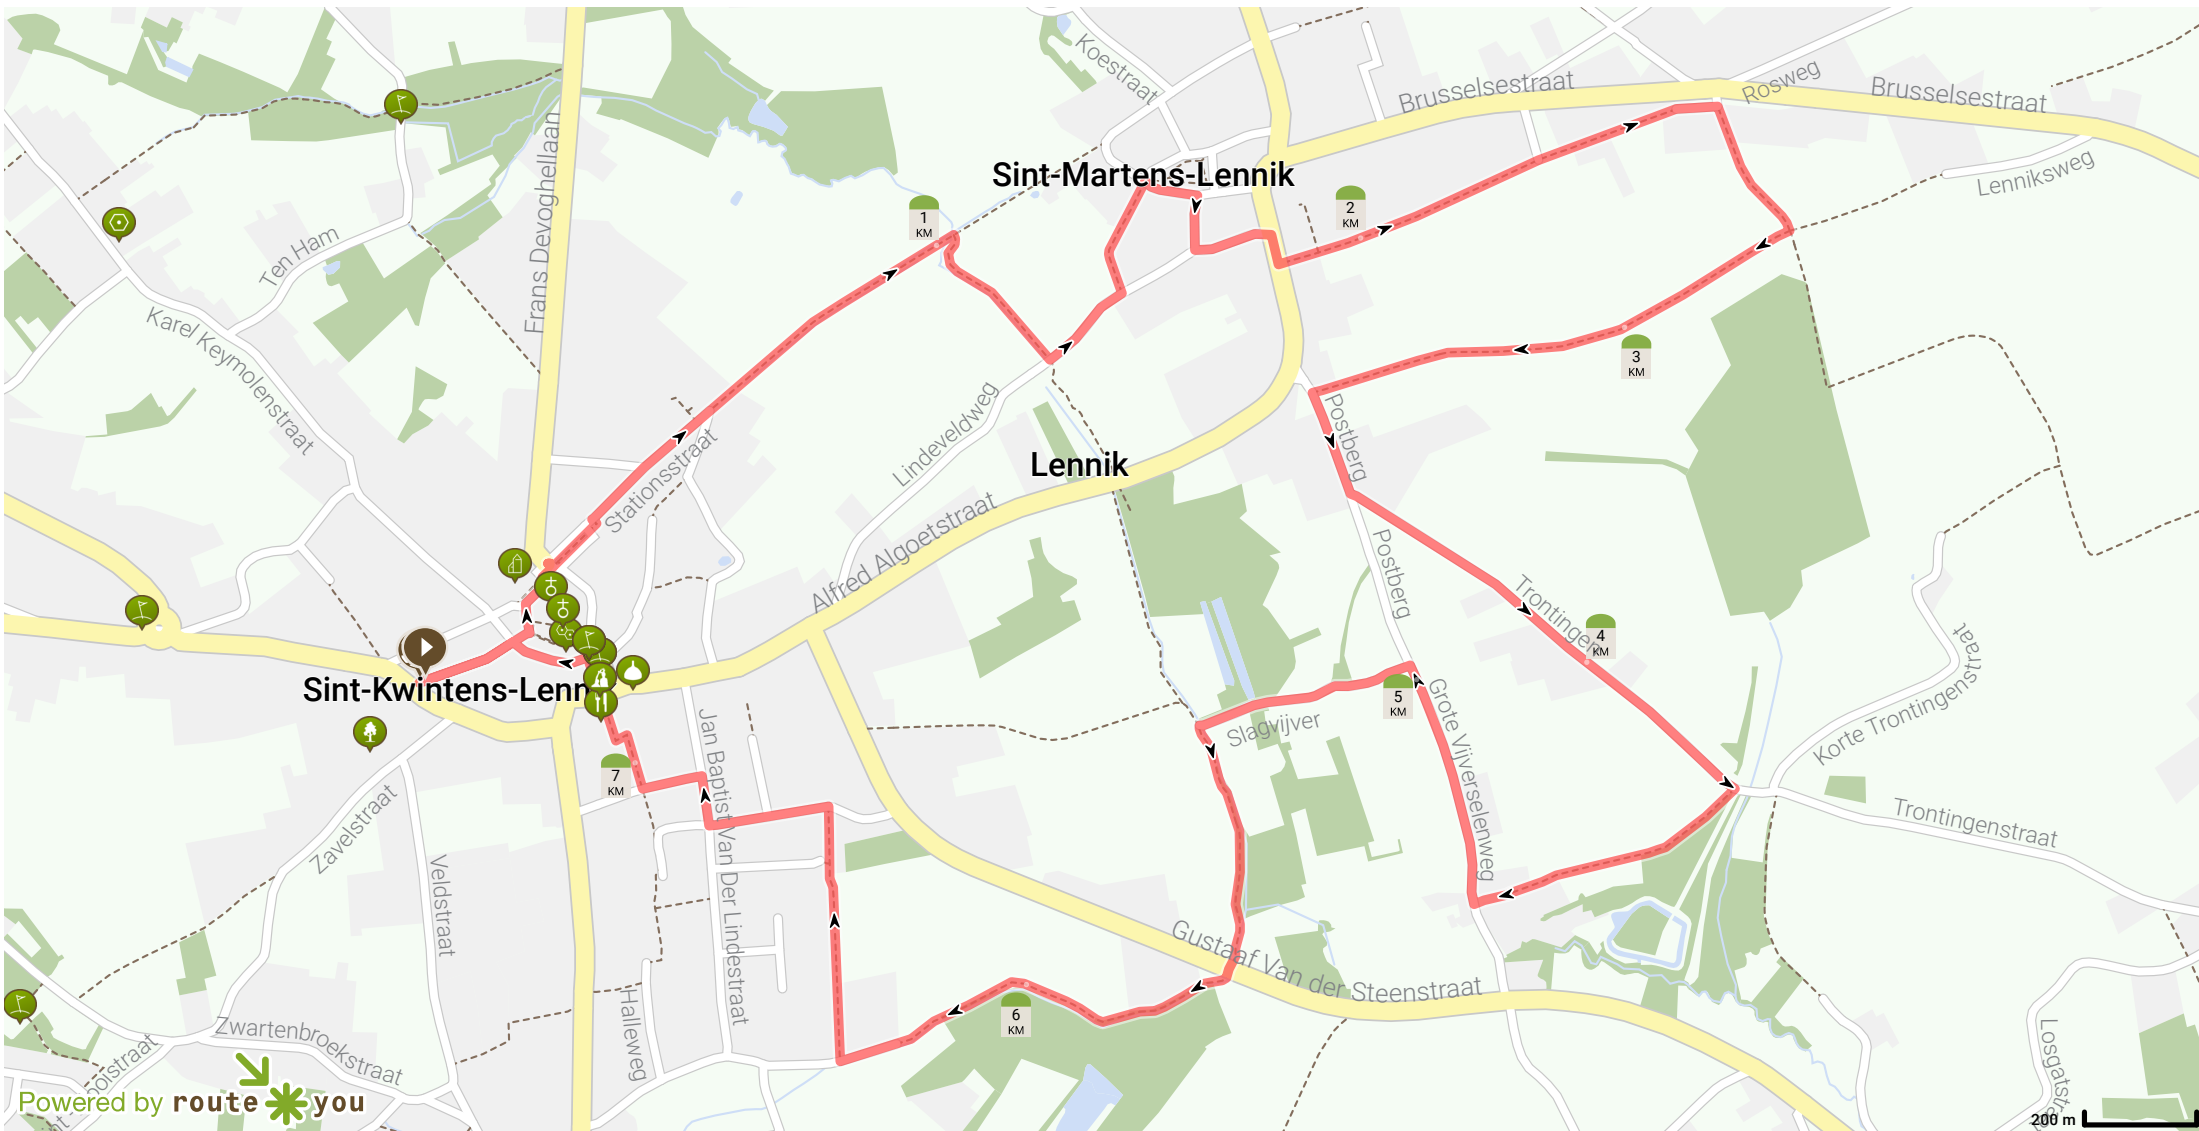 Koestraat
Brusselsestraat
Rosweg
Brusselsestraat
Lenniksweg
Sint-Martens-Lennik
Frans Devoghellaan
Ten Ham
Karel Keymolenstraat
1
KM
2
KM
3
KM
Stationsstraat
Lindeveldweg
Lennik
Alfred Algoetstraat
Postberg
Postberg
Trontingen
4
KM
Korte Trontingenstraat
Trontingenstraat
Sint-Kwintens-Lenn
5
KM
Slagvijver
Grote Vijverselenweg
7
KM
Jan Baptist Van Der Lindestraat
Zavelstraat
Veldstraat
Halleweg
Zwartenbroekstraat
6
KM
Gustaaf Van der Steenstraat
Powered by route you
200 m